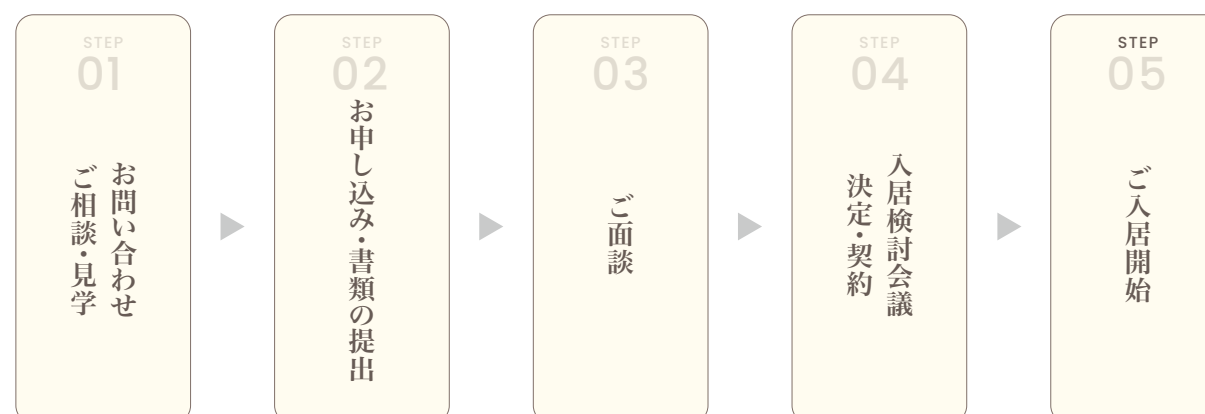 STEP
01
お問い合わせ
ご相談・見学
STEP
02
お申し込み・書類の提出
STEP
03
ご面談
STEP
04
入居検討会議
決定・契約
STEP
05
ご入居開始